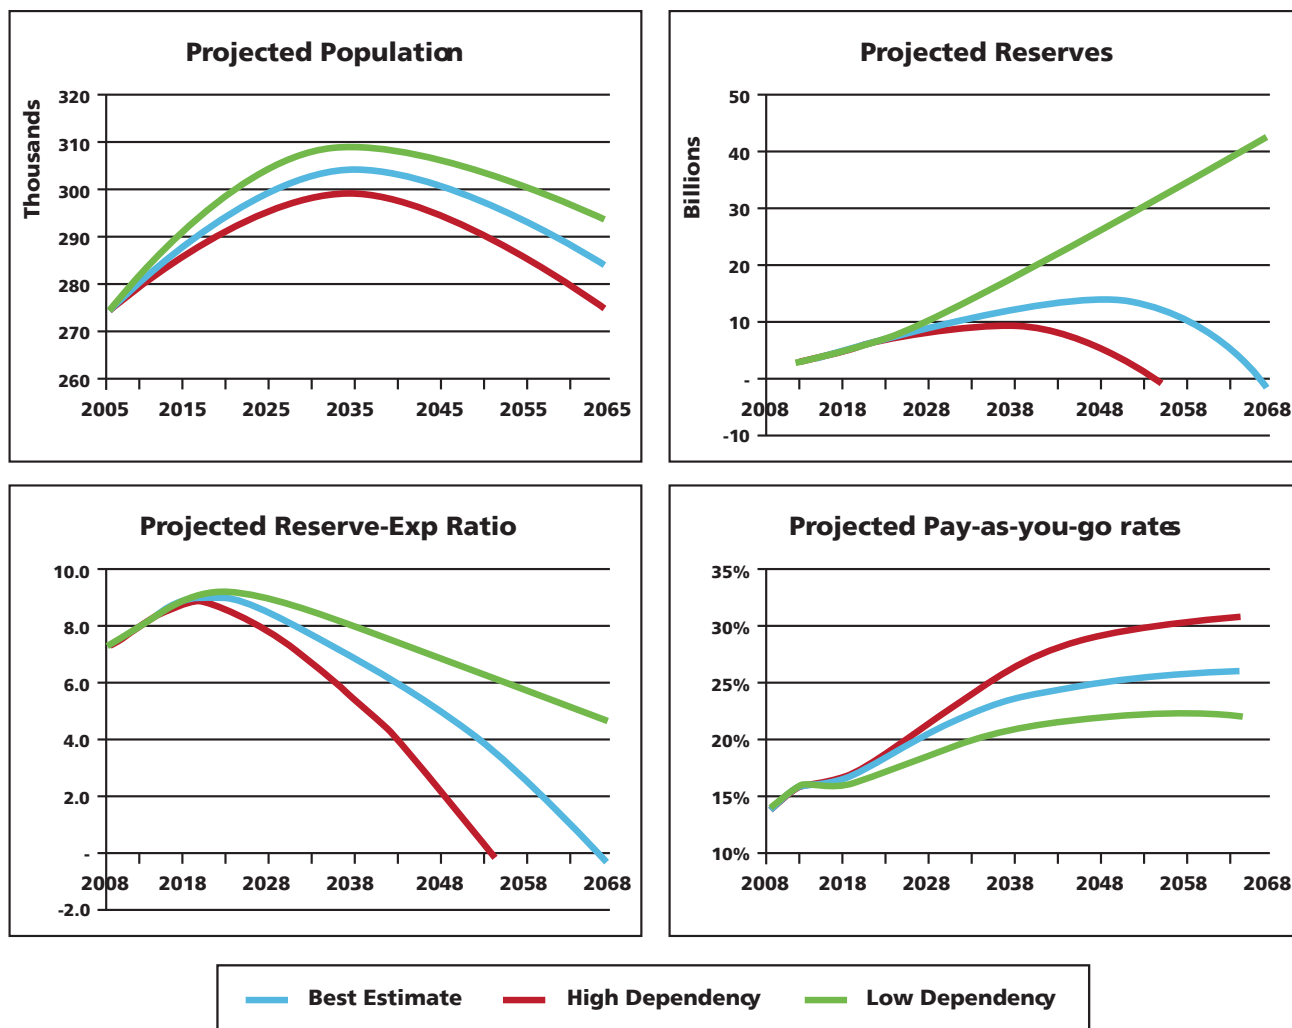 Projected Population
Thousands
320
310
300
290
280
270
260
2005 2015 2025 2035 2045 2055 2065
Projected Reserves
Billions
50
40
30
20
10
-
-10
2008 2018 2028 2038 2048 2058 2068
Projected Reserve-Exp Ratio
10.0
8.0
6.0
4.0
2.0
-
-2.0
2008 2018 2028 2038 2048 2058 2068
Projected Pay-as-you-go rates
35%
30%
25%
20%
15%
10%
2008 2018 2028 2038 2048 2058 2068
Best Estimate High Dependency Low Dependency